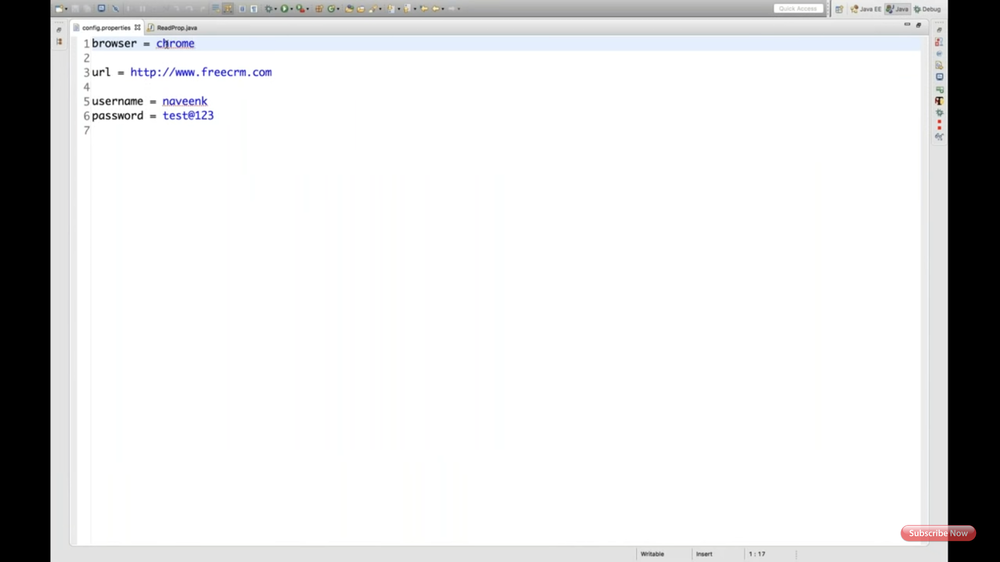 Quick Access
Java EE
Java
Debug
config.properties
ReadProp.java
1 browser = chrome
2
3 url = http://www.freecrm.com
4
5 username = naveenk
6 password = test@123
7
Subscribe Now
Writable
Insert
1 : 17